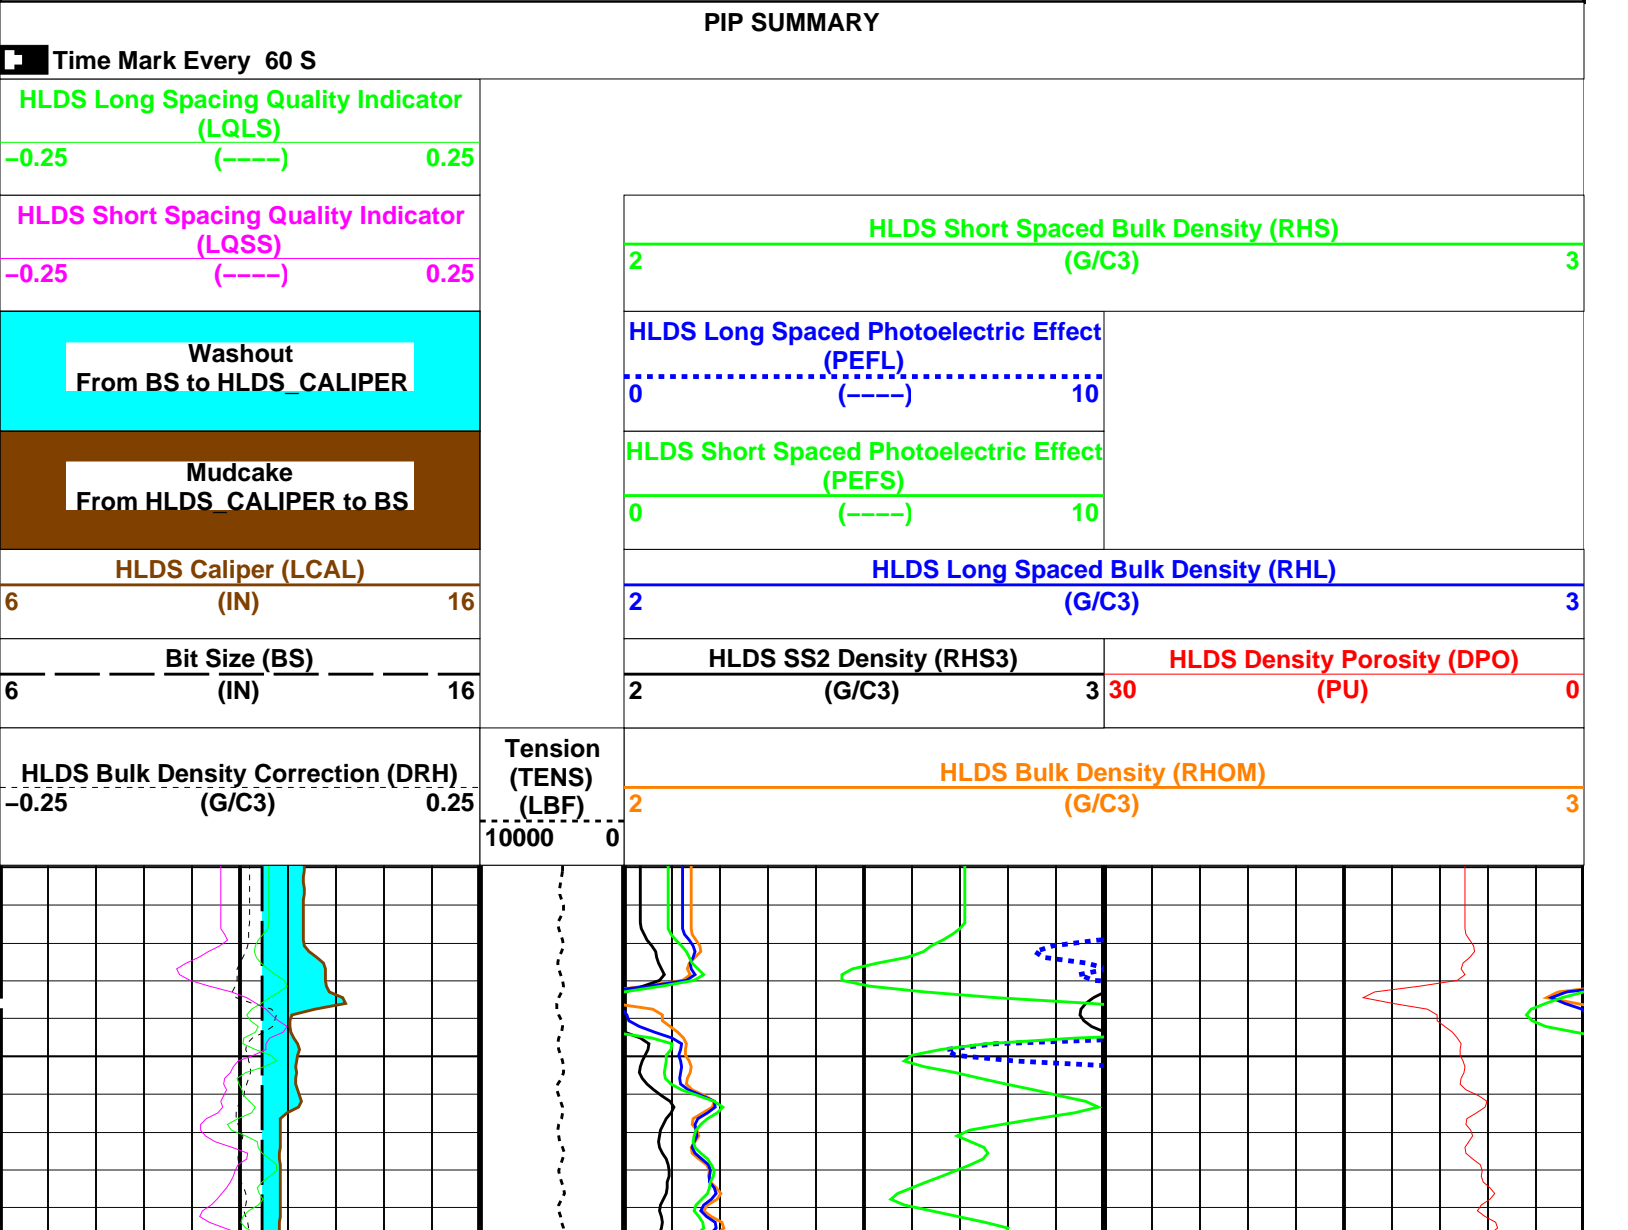 PIP SUMMARY
Time Mark Every 60 S
HLDS Long Spacing Quality Indicator
(LQLS)
−0.25 (−−−−) 0.25
HLDS Short Spacing Quality Indicator
(LQSS)
−0.25 (−−−−) 0.25
HLDS Short Spaced Bulk Density (RHS)
2 (G/C3) 3
Washout
From BS to HLDS_CALIPER
HLDS Long Spaced Photoelectric Effect
(PEFL)
0 (−−−−) 10
Mudcake
From HLDS_CALIPER to BS
HLDS Short Spaced Photoelectric Effect
(PEFS)
0 (−−−−) 10
HLDS Caliper (LCAL)
6 (IN) 16
HLDS Long Spaced Bulk Density (RHL)
2 (G/C3) 3
Bit Size (BS)
6 (IN) 16
HLDS SS2 Density (RHS3)
2 (G/C3) 3
HLDS Density Porosity (DPO)
30 (PU) 0
HLDS Bulk Density Correction (DRH)
−0.25 (G/C3) 0.25
Tension
(TENS)
(LBF)
10000 0
HLDS Bulk Density (RHOM)
2 (G/C3) 3